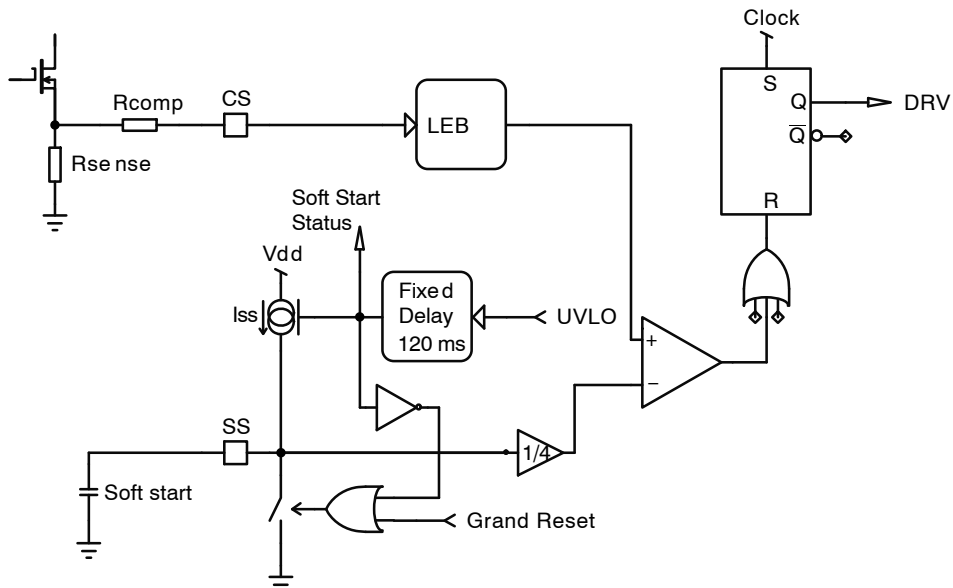 Clock
S
Q
DRV
Q
R
Rcomp
CS
LEB
Rse nse
Soft Start
Status
Vdd
Iss
Fixed
Delay
120 ms
UVLO
+
−
SS
1/4
Soft start
Grand Reset